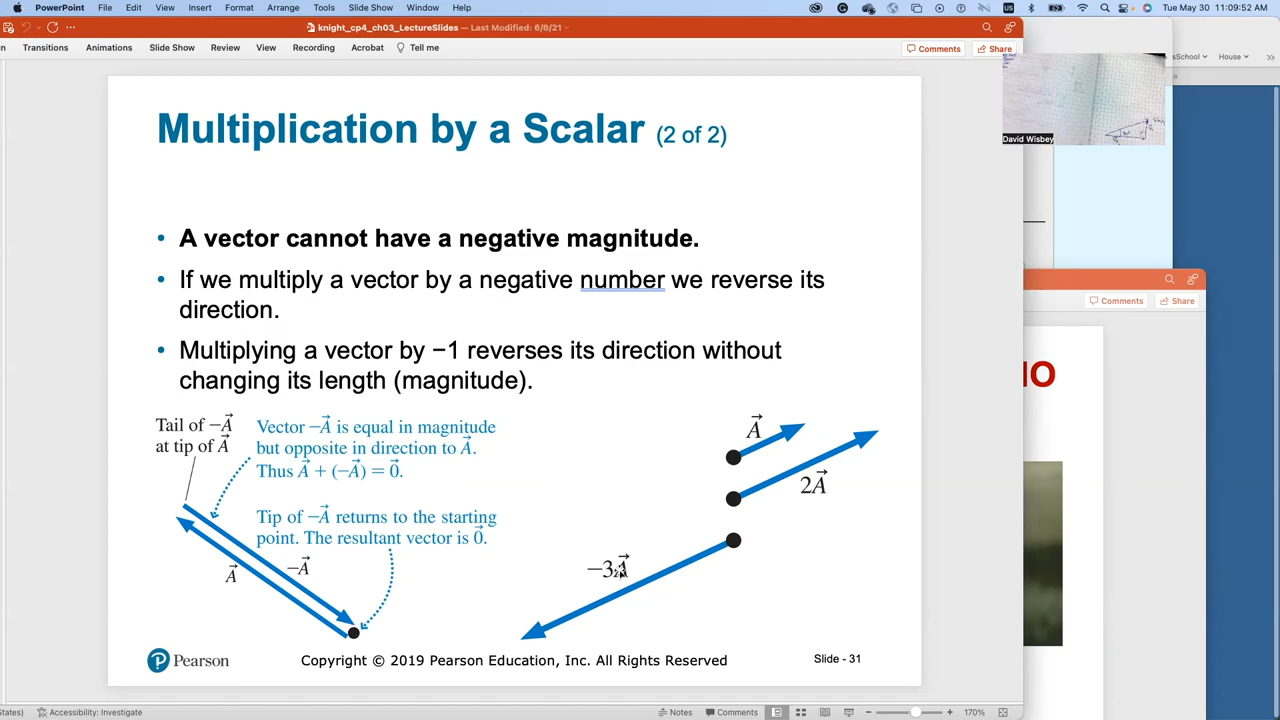 PowerPoint File Edit View Insert Format Arrange Tools Slide Show Window Help
Tue May 30 11:09:52 AM
knight_cp4_ch03_LectureSlides — Last Modified: 6/6/21
Transitions Animations Slide Show Review View Recording Acrobat Tell me
Comments Share
sSchool House
David Wisbey
Multiplication by a Scalar (2 of 2)
• A vector cannot have a negative magnitude.
• If we multiply a vector by a negative number we reverse its
direction.
• Multiplying a vector by −1 reverses its direction without
changing its length (magnitude).
Tail of −A⃗
at tip of A⃗
Vector −A⃗ is equal in magnitude
but opposite in direction to A⃗.
Thus A⃗ + (−A⃗) = 0⃗.
Tip of −A⃗ returns to the starting
point. The resultant vector is 0⃗.
A⃗
−A⃗
A⃗
2A⃗
−3A⃗
Comments Share
IO
Pearson
Copyright © 2019 Pearson Education, Inc. All Rights Reserved
Slide - 31
States) Accessibility: Investigate
Notes Comments 170%